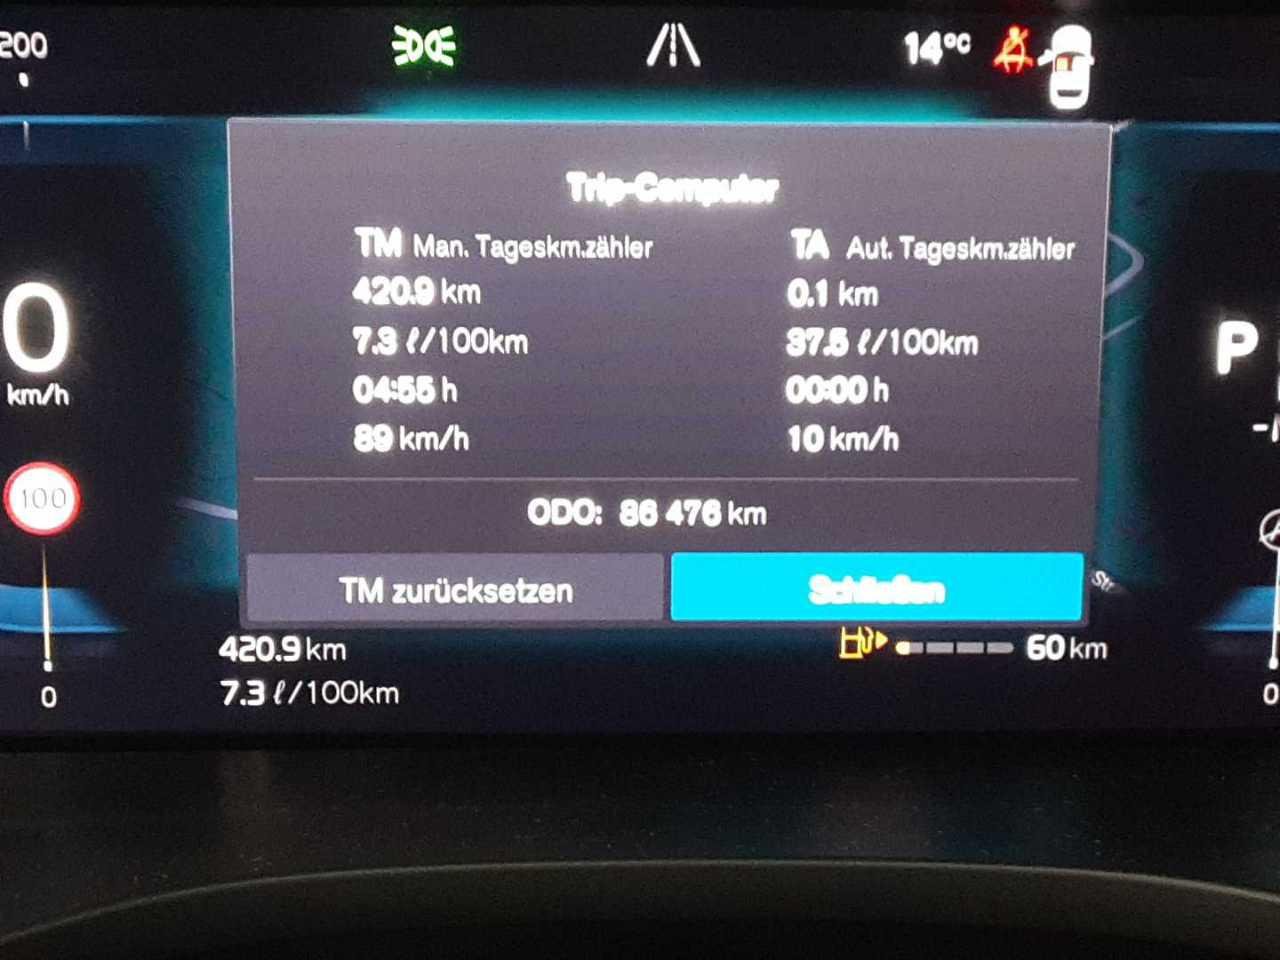 200
14°C
Trip-Computer
TM Man. Tageskm.zähler
TA Aut. Tageskm.zähler
420.9 km
0.1 km
7.3 ℓ/100km
37.5 ℓ/100km
04:55 h
00:00 h
89 km/h
10 km/h
ODO: 86 476 km
TM zurücksetzen
Schließen
0
km/h
100
0
P
Str
420.9 km
7.3 ℓ/100km
60 km
0